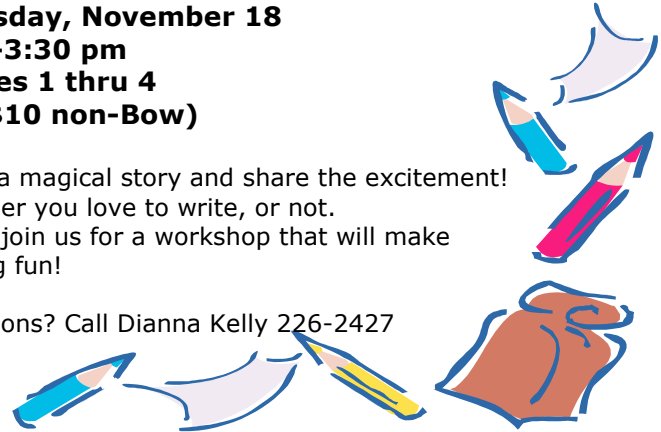 sday, November 18
-3:30 pm
es 1 thru 4
$10 non-Bow)
a magical story and share the excitement!
er you love to write, or not.
join us for a workshop that will make
g fun!
ons? Call Dianna Kelly 226-2427